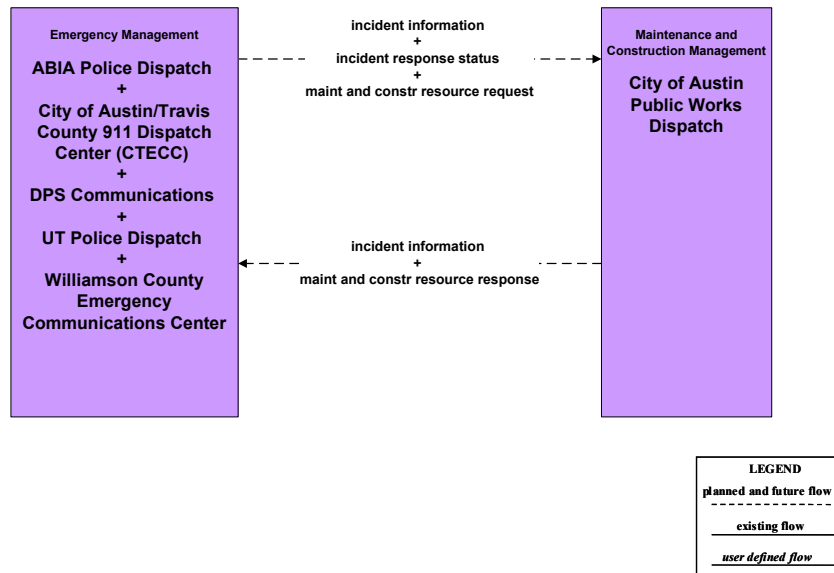 Emergency Management
ABIA Police Dispatch
+
City of Austin/Travis
County 911 Dispatch
Center (CTECC)
+
DPS Communications
+
UT Police Dispatch
+
Williamson County
Emergency
Communications Center
incident information
+
incident response status
+
maint and constr resource request
incident information
+
maint and constr resource response
Maintenance and
Construction Management
City of Austin
Public Works
Dispatch
LEGEND
planned and future flow
existing flow
user defined flow